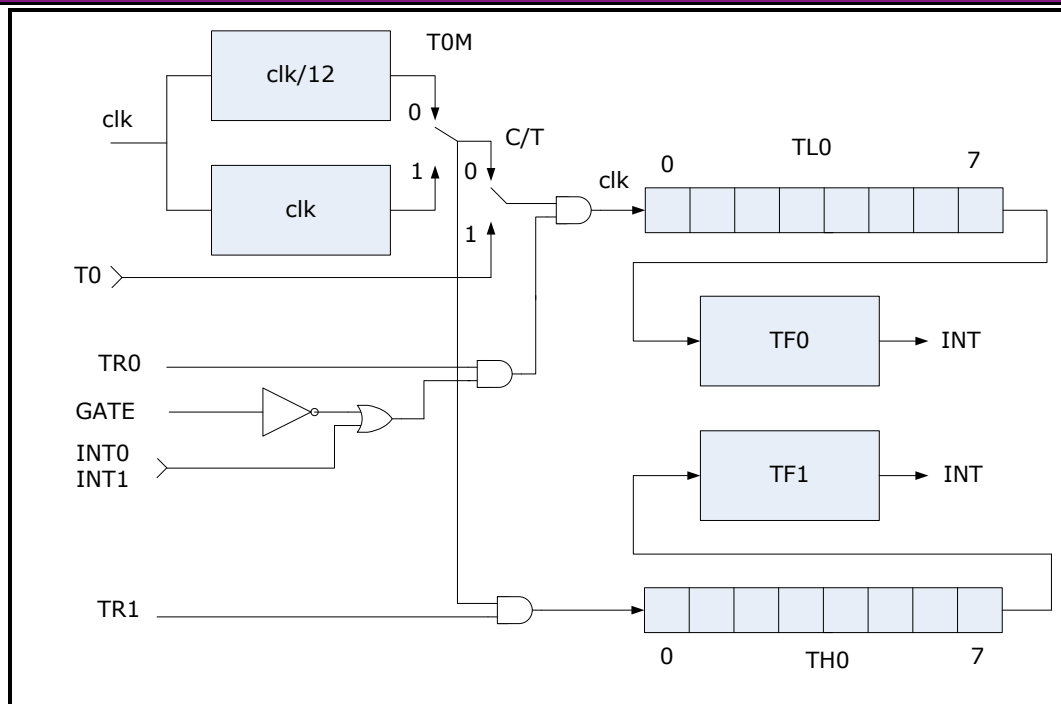 T0M
clk/12
clk
0
C/T
1
0
clk
clk
0
TL0
7
1
T0
TF0
INT
TR0
GATE
INT0
INT1
TF1
INT
TR1
0
TH0
7